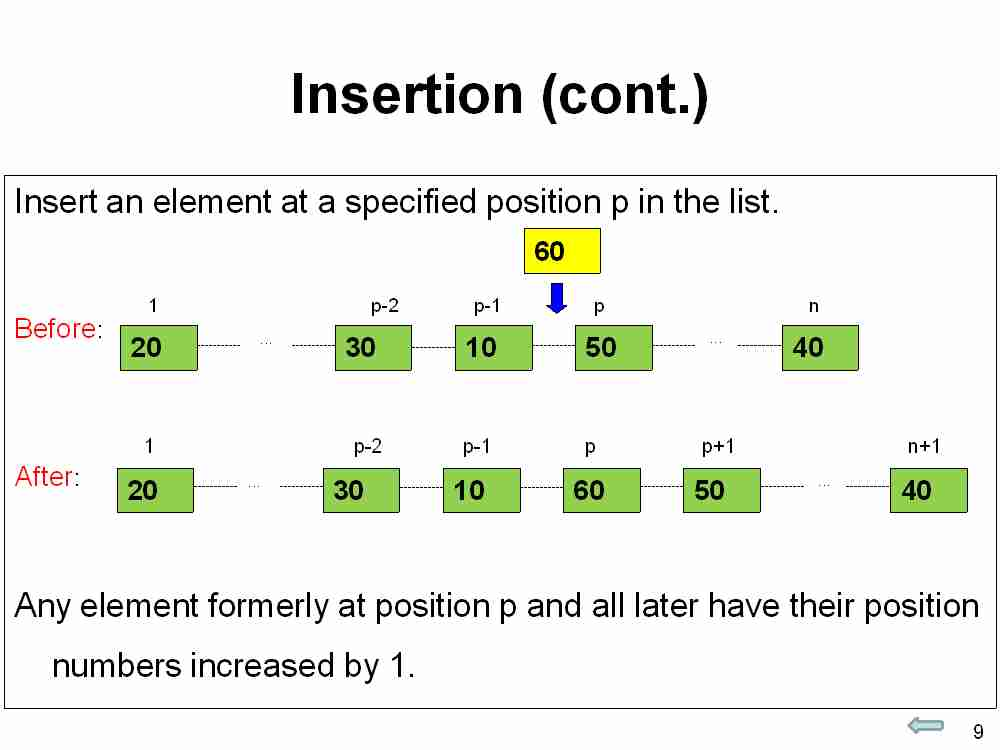 Insertion (cont.)
Insert an element at a specified position p in the list.
60
1 p-2 p-1 p n
Before: 20 ... 30 10 50 ... 40
1 p-2 p-1 p p+1 n+1
After: 20 ... 30 10 60 50 ... 40
Any element formerly at position p and all later have their position
numbers increased by 1.
9